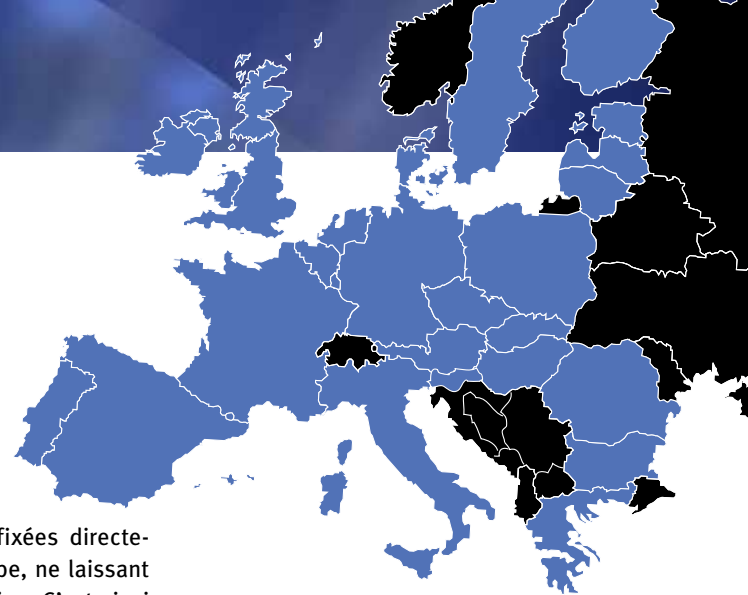 fixées directe-
pe, ne laissant